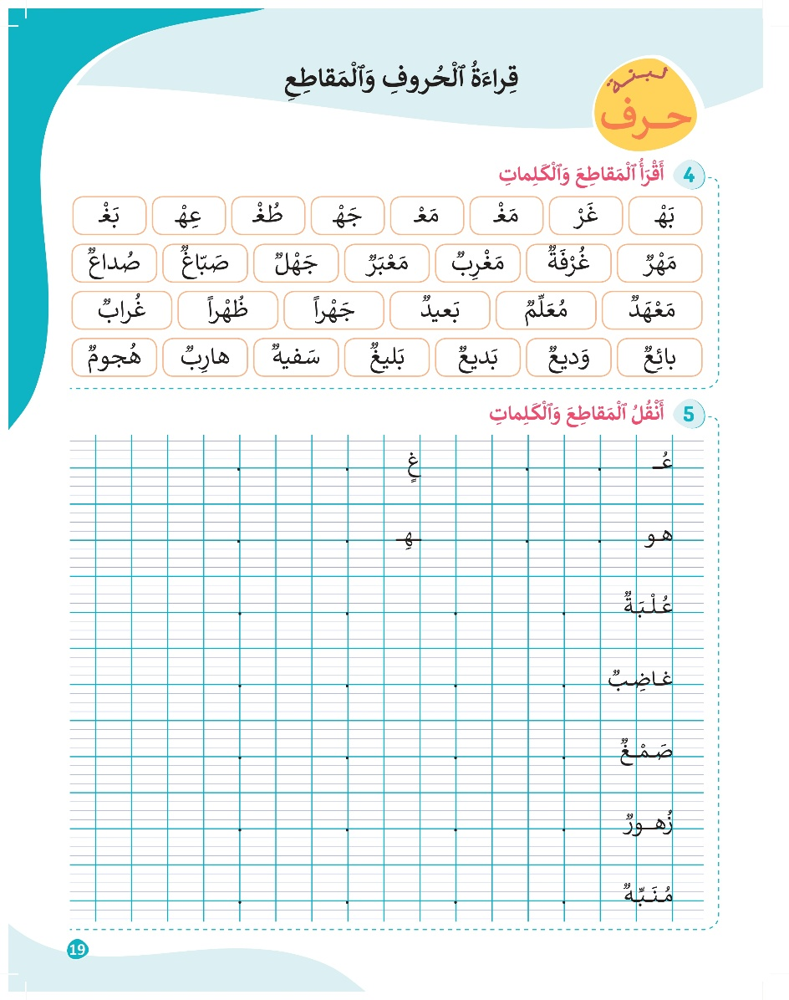 لبنة
حرف
قِراءَةُ ٱلْحُروفِ وَٱلْمَقاطِعِ
4 أَقْرَأُ ٱلْمَقاطِعَ وَٱلْكَلِماتِ
بَهْـ غَرْ مَغْـ مَعْـ جَهْـ طُغْـ عِهْـ بَغْـ
مَهْرٌ غُرْفَةٌ مَغْرِبٌ مَعْبَرٌ جَهْلٌ صَبّاغٌ صُداعٌ
مَعْهَدٌ مُعَلِّمٌ بَعيدٌ جَهْراً ظُهْراً غُرابٌ
بائِعٌ وَديعٌ بَديعٌ بَليغٌ سَفيهٌ هارِبٌ هُجومٌ
5 أَنْقُلُ ٱلْمَقاطِعَ وَٱلْكَلِماتِ
عُـ غٍ
هو ـهِـ
عُلْبَةٌ
غاضِبٌ
صَمْغٌ
زُهورٌ
مُنَبِّهٌ
19